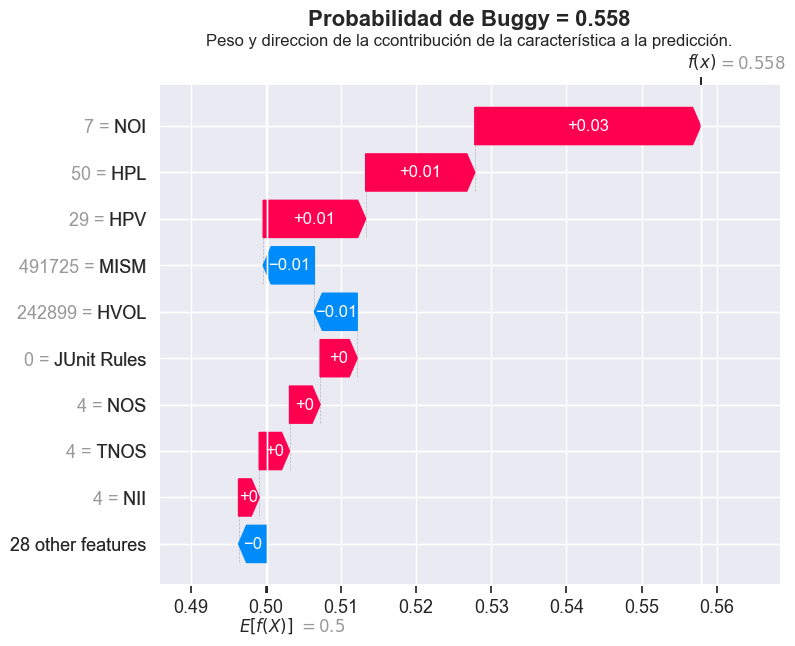 Probabilidad de Buggy = 0.558
Peso y direccion de la ccontribución de la característica a la predicción.
f(x) = 0.558
7 = NOI
+0.03
50 = HPL
+0.01
29 = HPV
+0.01
491725 = MISM
−0.01
242899 = HVOL
−0.01
0 = JUnit Rules
+0
4 = NOS
+0
4 = TNOS
+0
4 = NII
+0
28 other features
−0
0.49 0.50 0.51 0.52 0.53 0.54 0.55 0.56
E[f(X)] = 0.5